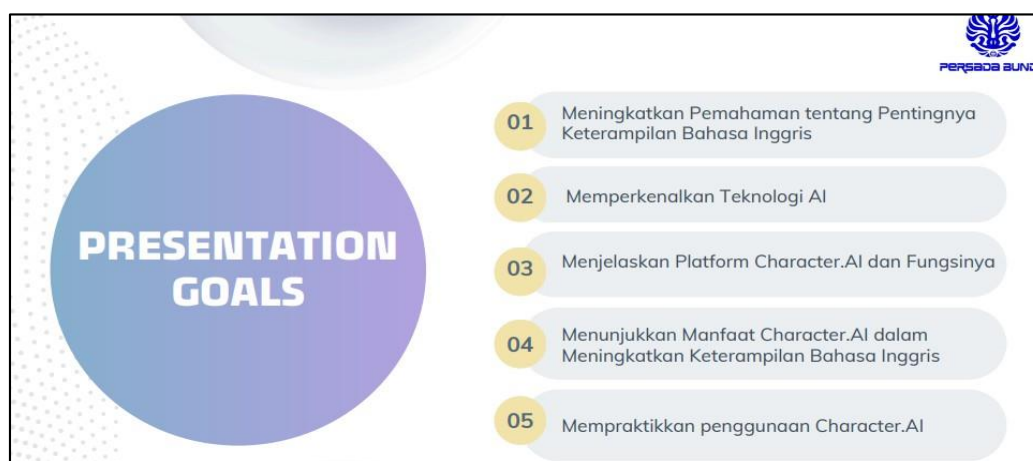 PERSADA BUND
PRESENTATION
GOALS
01
Meningkatkan Pemahaman tentang Pentingnya
Keterampilan Bahasa Inggris
02
Memperkenalkan Teknologi AI
03
Menjelaskan Platform Character.AI dan Fungsinya
04
Menunjukkan Manfaat Character.AI dalam
Meningkatkan Keterampilan Bahasa Inggris
05
Mempraktikkan penggunaan Character.AI